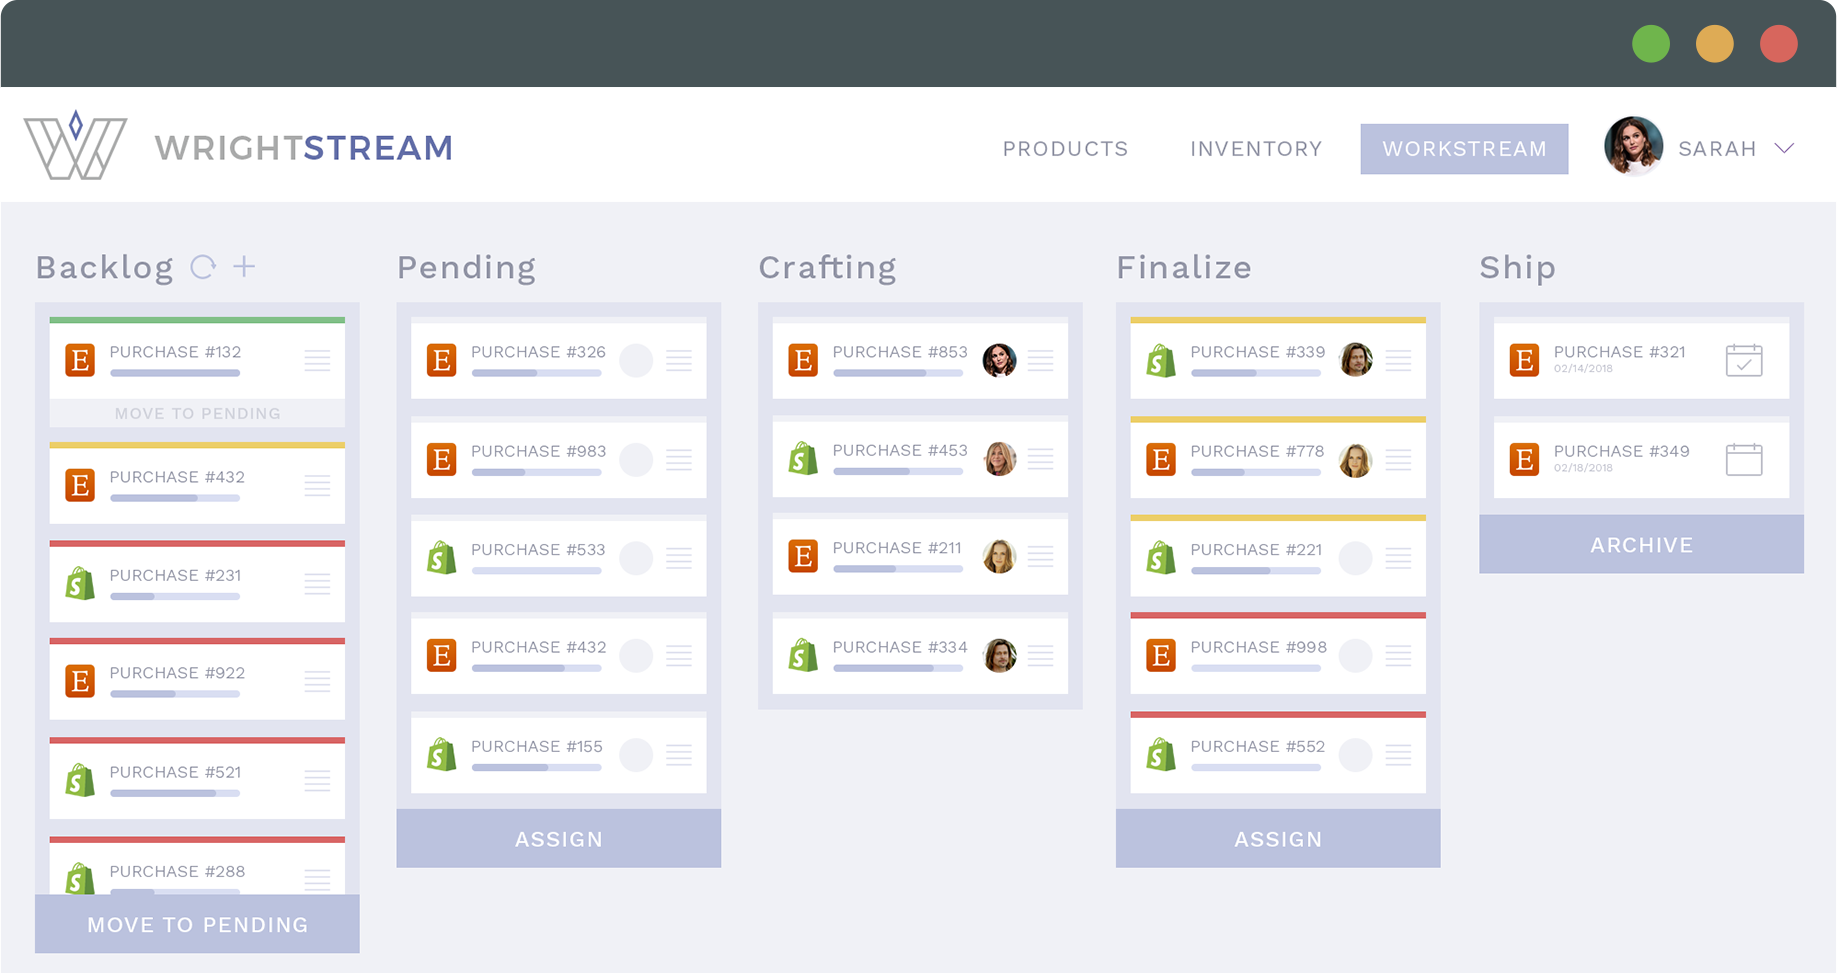 WRIGHTSTREAM
PRODUCTS
INVENTORY
WORKSTREAM
SARAH
Backlog
E
PURCHASE #132
MOVE TO PENDING
E
PURCHASE #432
S
PURCHASE #231
E
PURCHASE #922
S
PURCHASE #521
S
PURCHASE #288
MOVE TO PENDING
Pending
E
PURCHASE #326
E
PURCHASE #983
S
PURCHASE #533
E
PURCHASE #432
S
PURCHASE #155
ASSIGN
Crafting
E
PURCHASE #853
S
PURCHASE #453
E
PURCHASE #211
S
PURCHASE #334
Finalize
S
PURCHASE #339
E
PURCHASE #778
S
PURCHASE #221
E
PURCHASE #998
S
PURCHASE #552
ASSIGN
Ship
E
PURCHASE #321
02/14/2018
E
PURCHASE #349
02/18/2018
ARCHIVE